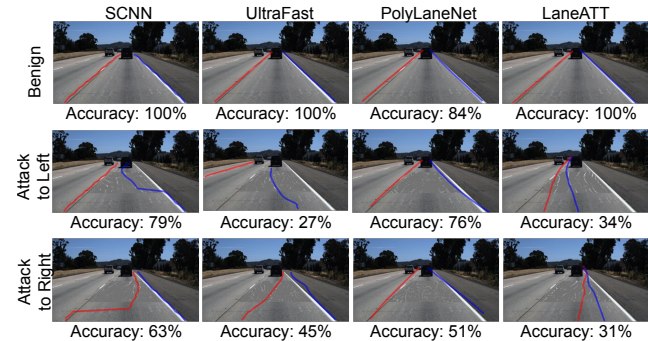 SCNN UltraFast PolyLaneNet LaneATT
Benign
Accuracy: 100% Accuracy: 100% Accuracy: 84% Accuracy: 100%
Attack
to Left
Accuracy: 79% Accuracy: 27% Accuracy: 76% Accuracy: 34%
Attack
to Right
Accuracy: 63% Accuracy: 45% Accuracy: 51% Accuracy: 31%